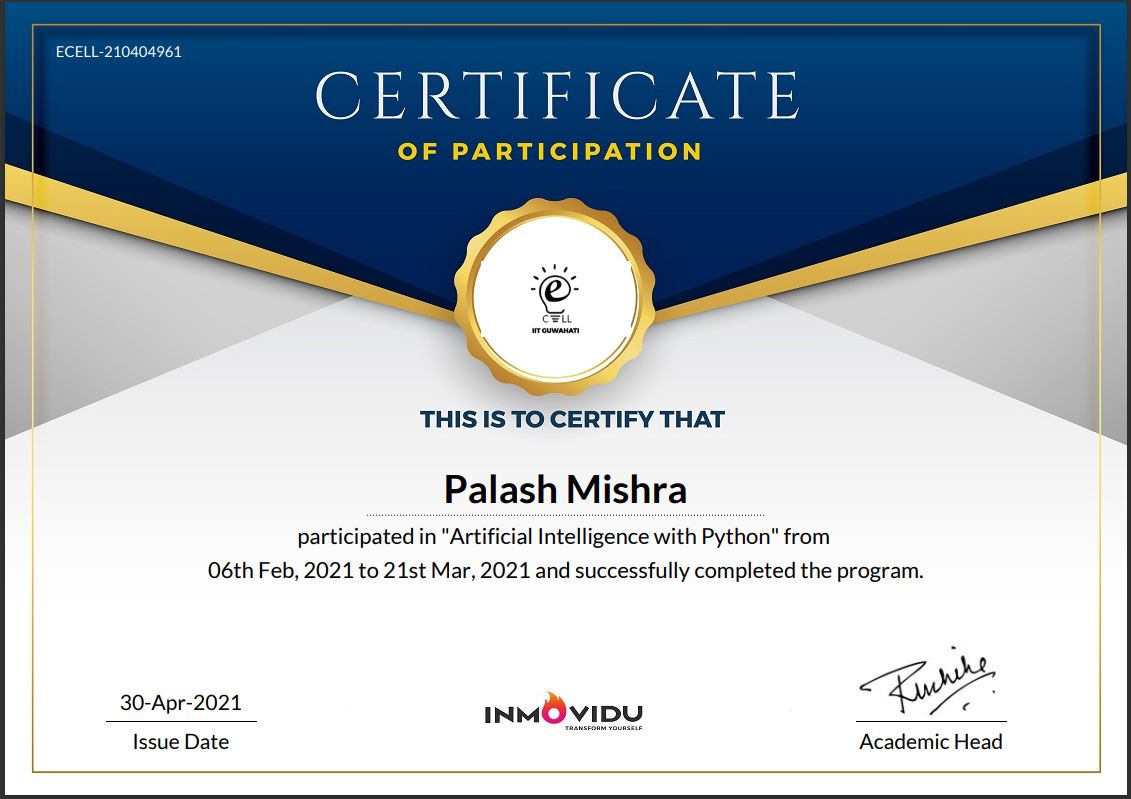 ECELL-210404961
CERTIFICATE
OF PARTICIPATION
e
CELL
IIT GUWAHATI
THIS IS TO CERTIFY THAT
Palash Mishra
participated in "Artificial Intelligence with Python" from
06th Feb, 2021 to 21st Mar, 2021 and successfully completed the program.
30-Apr-2021
Issue Date
INMOVIDU
TRANSFORM YOURSELF
Academic Head